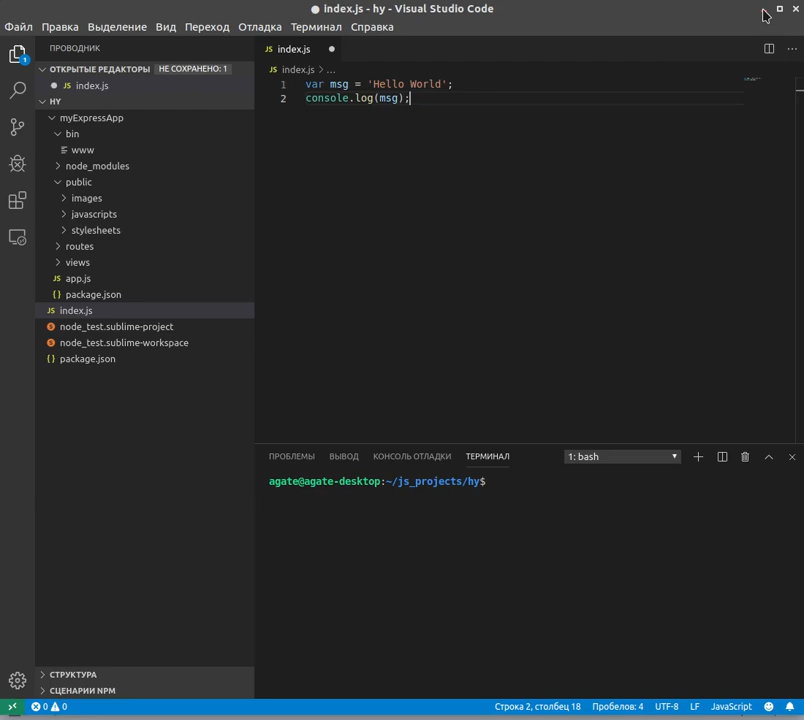 index.js - hy - Visual Studio Code
Файл Правка Выделение Вид Переход Отладка Терминал Справка
ПРОВОДНИК
index.js
ОТКРЫТЫЕ РЕДАКТОРЫ НЕ СОХРАНЕНО: 1
JS index.js
JS index.js > ...
JS index.js
HY
1 var msg = 'Hello World';
2 console.log(msg);
myExpressApp
bin
www
node_modules
public
images
javascripts
stylesheets
routes
views
JS app.js
{} package.json
JS index.js
node_test.sublime-project
node_test.sublime-workspace
{} package.json
ПРОБЛЕМЫ ВЫВОД КОНСОЛЬ ОТЛАДКИ ТЕРМИНАЛ 1: bash
agate@agate-desktop:~/js_projects/hy$
СТРУКТУРА
СЦЕНАРИИ NPM
0 0 Строка 2, столбец 18 Пробелов: 4 UTF-8 LF JavaScript